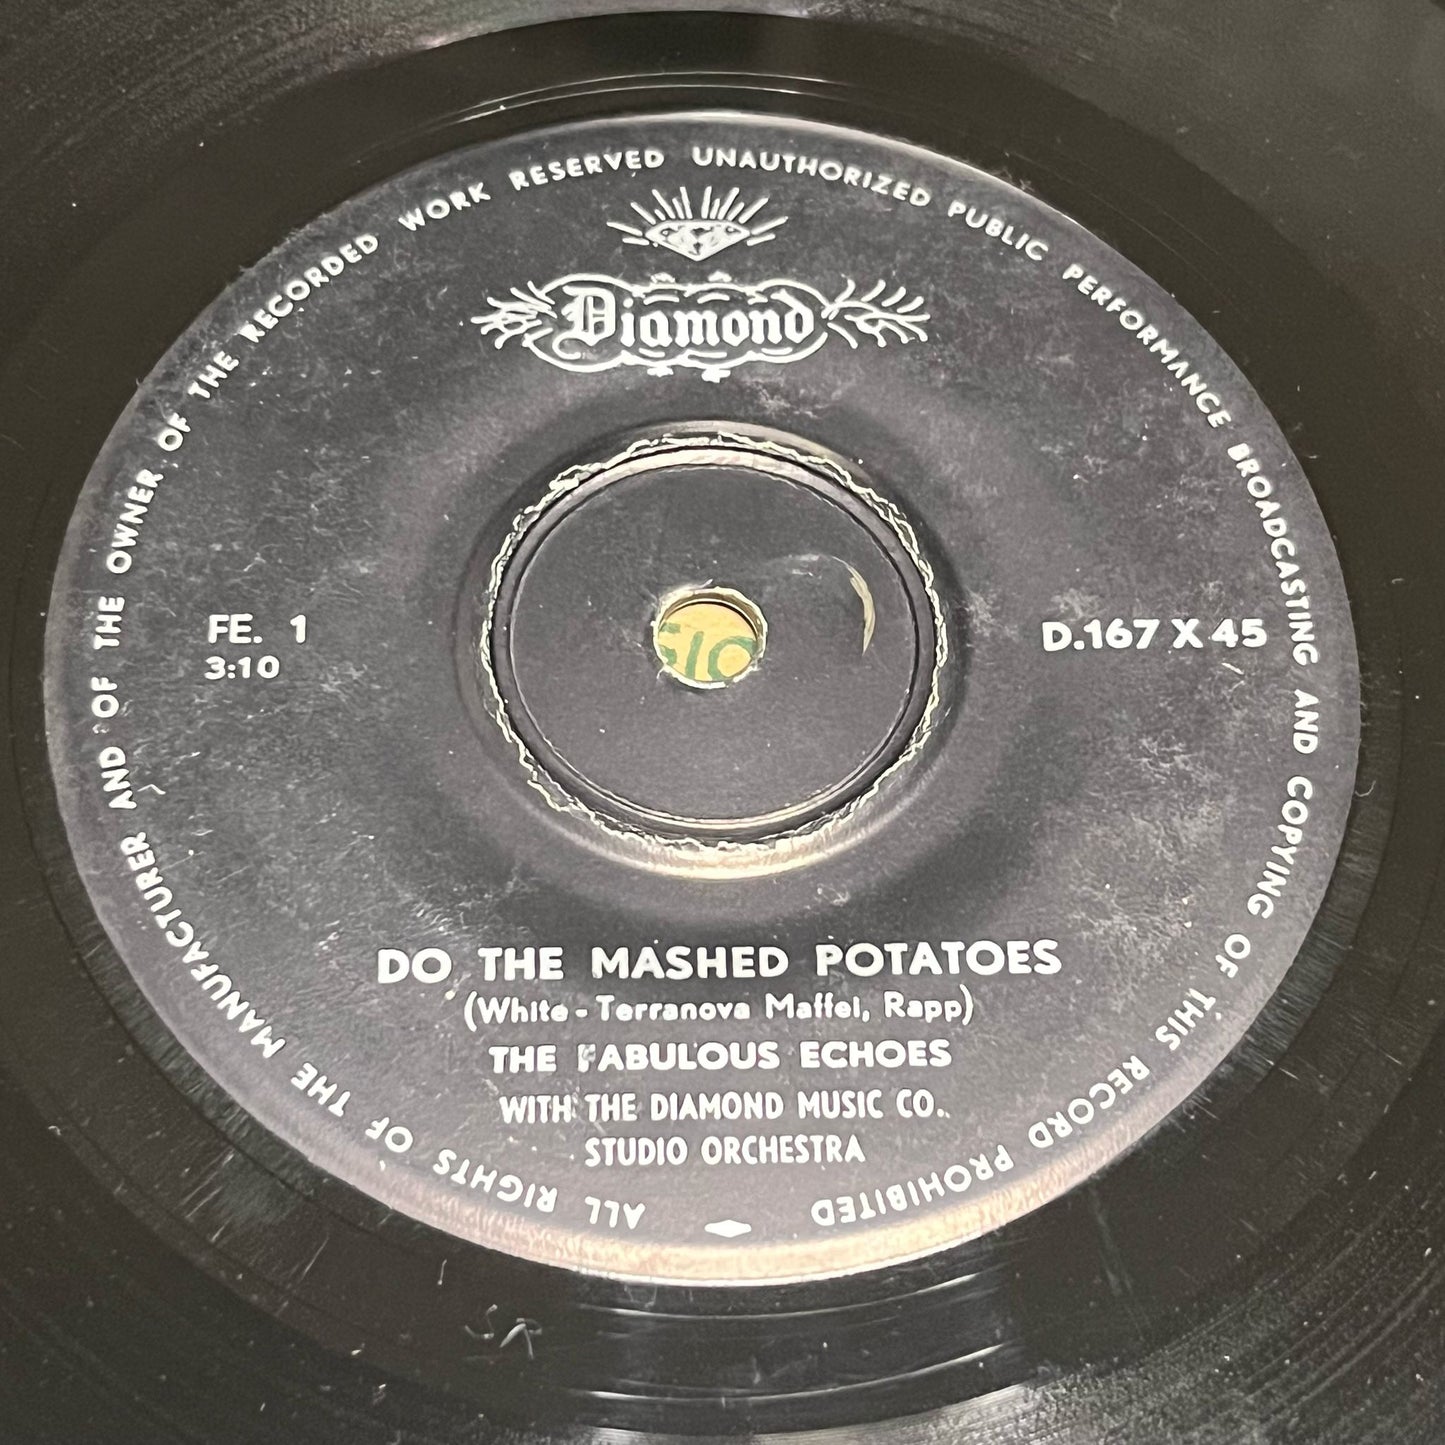 ALL RIGHTS OF THE MANUFACTURER AND OF THE OWNER OF THE RECORDED WORK RESERVED UNAUTHORIZED PUBLIC PERFORMANCE BROADCASTING AND COPYING OF THIS RECORD PROHIBITED
Diamond
FE. 1
3:10
D.167 X 45
DO THE MASHED POTATOES
(White - Terranova Maffei, Rapp)
THE FABULOUS ECHOES
WITH THE DIAMOND MUSIC CO.
STUDIO ORCHESTRA